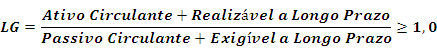 LG = Ativo Circulante + Realizável a Longo Prazo / Passivo Circulante + Exigível a Longo Prazo ≥ 1,0